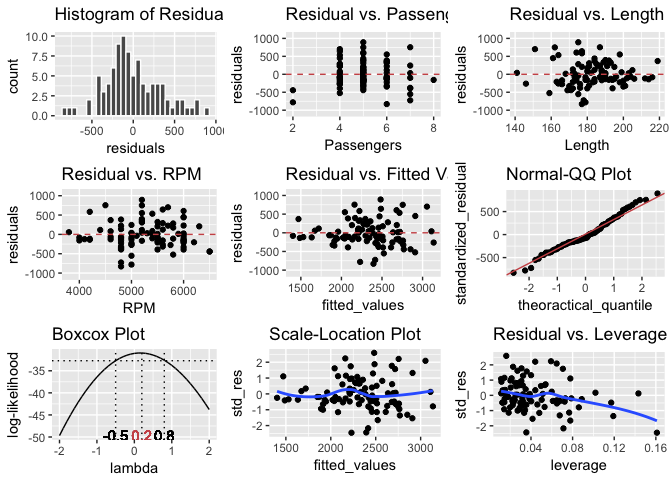 Histogram of Residua
count
10.0
7.5
5.0
2.5
0.0
-500 0 500 1000
residuals
Residual vs. Passeng
residuals
1000
500
0
-500
-1000
2 4 6 8
Passengers
Residual vs. Length
residuals
1000
500
0
-500
-1000
140 160 180 200 220
Length
Residual vs. RPM
residuals
1000
500
0
-500
-1000
4000 5000 6000
RPM
Residual vs. Fitted V
residuals
1000
500
0
-500
-1000
1500 2000 2500 3000
fitted_values
Normal-QQ Plot
standardized_residual
500
0
-500
-2 -1 0 1 2
theoractical_quantile
Boxcox Plot
log-likelihood
-35
-40
-45
-50
-0.5 0.2 0.8
-2 -1 0 1 2
lambda
Scale-Location Plot
std_res
2
1
0
-1
-2
1500 2000 2500 3000
fitted_values
Residual vs. Leverage
std_res
2
1
0
-1
-2
0.04 0.08 0.12 0.16
leverage